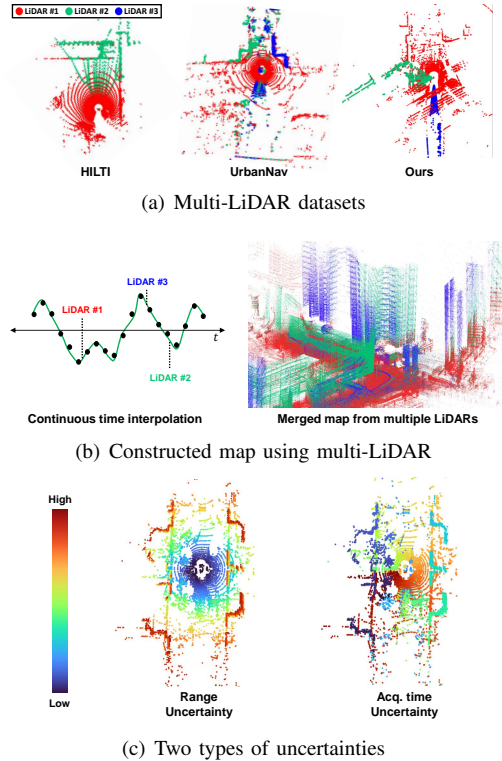 LiDAR #1 LiDAR #2 LiDAR #3
HILTI UrbanNav Ours
(a) Multi-LiDAR datasets
LiDAR #3
LiDAR #1
t
LiDAR #2
Continuous time interpolation Merged map from multiple LiDARs
(b) Constructed map using multi-LiDAR
High
Low
Range Uncertainty
Acq. time Uncertainty
(c) Two types of uncertainties